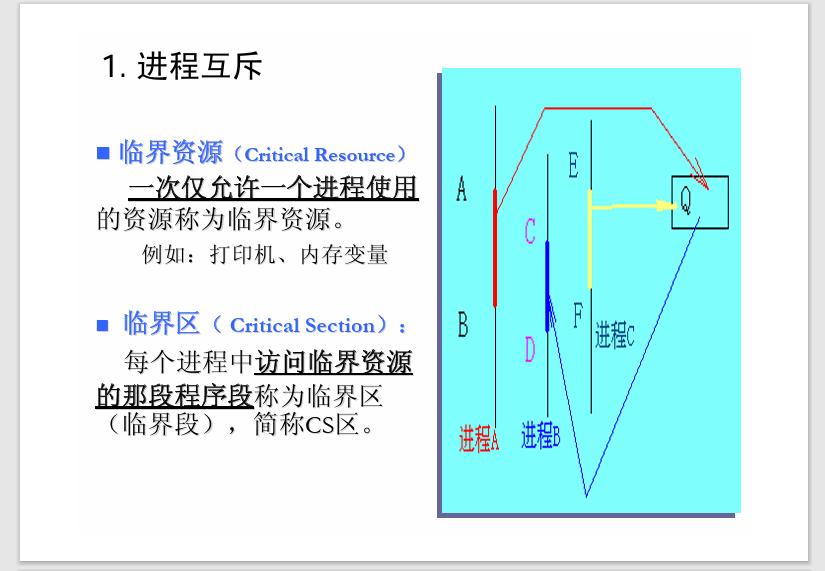 1. 进程互斥
■ 临界资源（Critical Resource）
一次仅允许一个进程使用
的资源称为临界资源。
例如：打印机、内存变量
■ 临界区（ Critical Section）：
每个进程中访问临界资源
的那段程序段称为临界区
（临界段），简称CS区。
A
B
进程A
C
D
进程B
E
F
进程C
Q